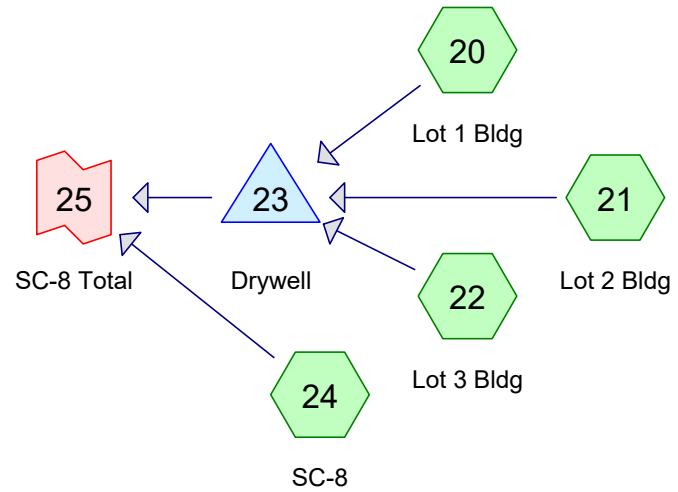 20
Lot 1 Bldg
25
SC-8 Total
23
Drywell
21
Lot 2 Bldg
22
Lot 3 Bldg
24
SC-8